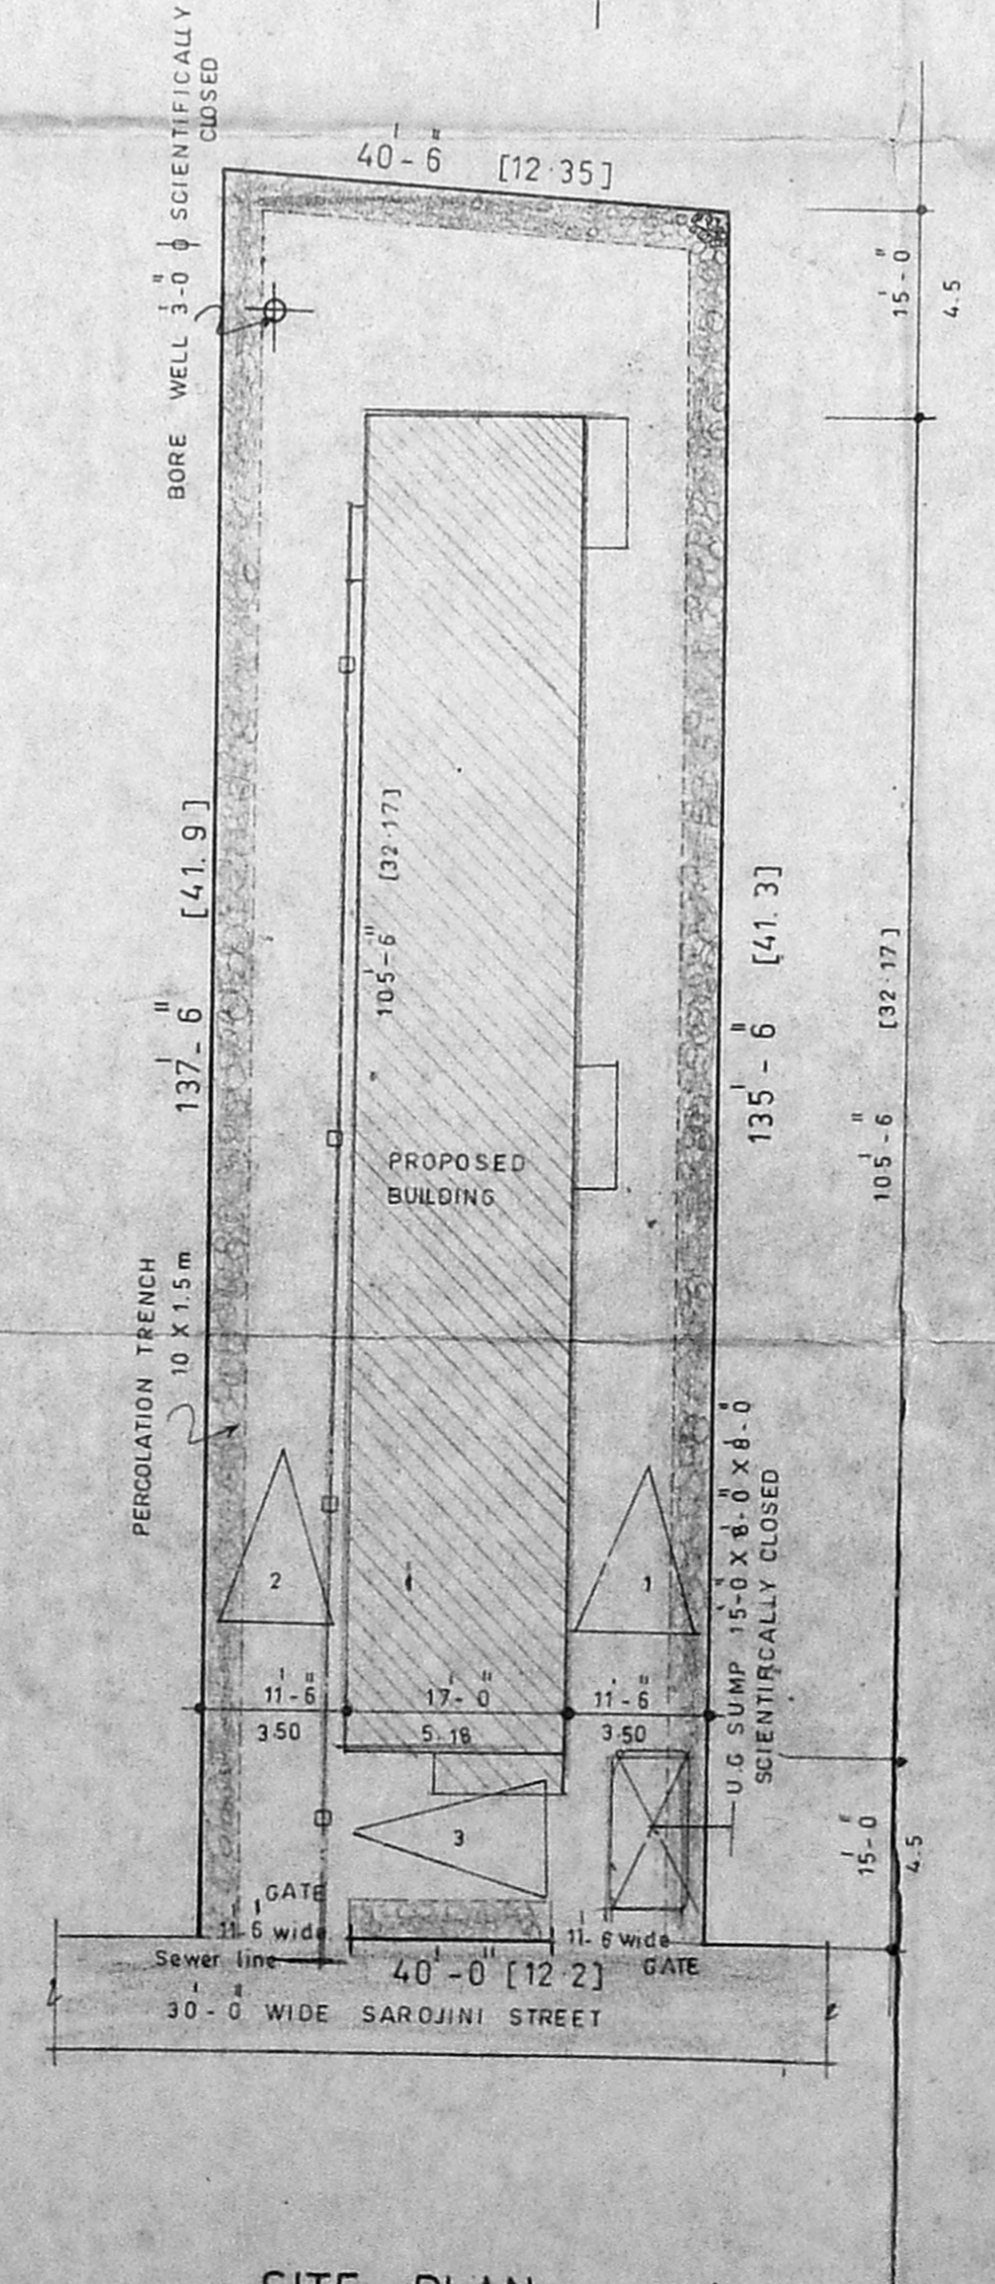 BORE WELL 3'-0" ϕ SCIENTIFICALLY
CLOSED
40'-6" [12.35]
15'-0"
4.5
137'-6" [41.9]
105'-6" [32.17]
135'-6" [41.3]
105'-6" [32.17]
PROPOSED
BUILDING
PERCOLATION TRENCH
10 X 1.5m
2
1
U.G SUMP 15'-0" X 8'-0" X 8'-0"
SCIENTIRCALLY CLOSED
11'-6" 17'-0" 11'-6"
3.50 5.18 3.50
3
15'-0"
4.5
GATE
11'-6 wide
11'-6 wide
Sewer line
40'-0" [12.2]
GATE
30'-0" WIDE SAROJINI STREET
SITE PLAN